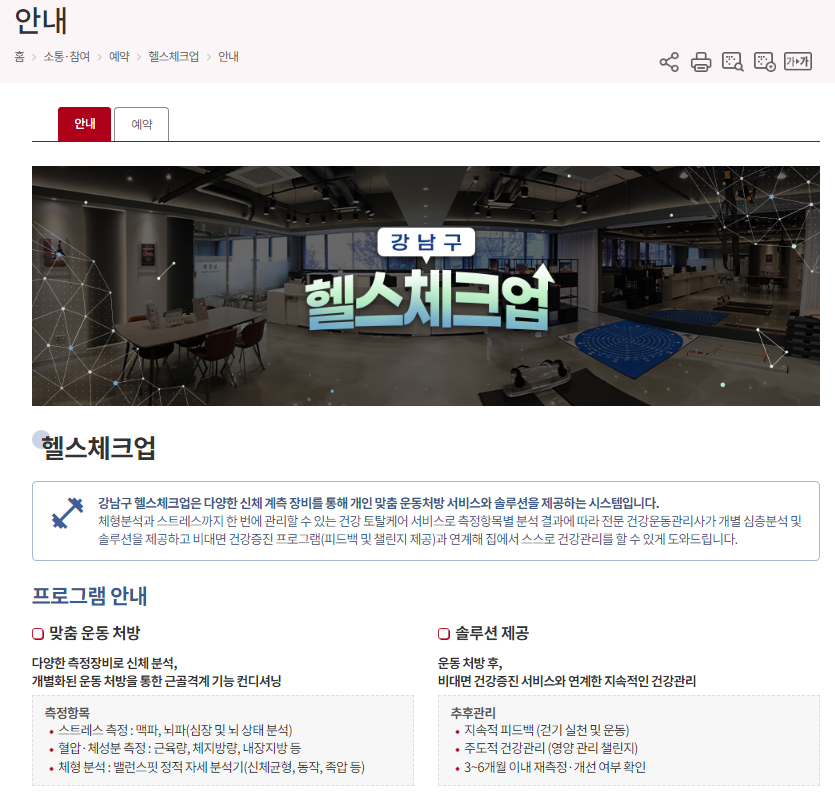 안내
홈 > 소통·참여 > 예약 > 헬스체크업 > 안내
가▸가
안내 예약
강남구
헬스체크업
헬스체크업
강남구 헬스체크업은 다양한 신체 계측 장비를 통해 개인 맞춤 운동처방 서비스와 솔루션을 제공하는 시스템입니다.
체형분석과 스트레스까지 한 번에 관리할 수 있는 건강 토탈케어 서비스로 측정항목별 분석 결과에 따라 전문 건강운동관리사가 개별 심층분석 및
솔루션을 제공하고 비대면 건강증진 프로그램(피드백 및 챌린지 제공)과 연계해 집에서 스스로 건강관리를 할 수 있게 도와드립니다.
프로그램 안내
맞춤 운동 처방
다양한 측정장비로 신체 분석,
개별화된 운동 처방을 통한 근골격계 기능 컨디셔닝
측정항목
스트레스 측정 : 맥파, 뇌파(심장 및 뇌 상태 분석)
혈압·체성분 측정 : 근육량, 체지방량, 내장지방 등
체형 분석 : 밸런스핏 정적 자세 분석기(신체균형, 동작, 족압 등)
솔루션 제공
운동 처방 후,
비대면 건강증진 서비스와 연계한 지속적인 건강관리
추후관리
지속적 피드백 (걷기 실천 및 운동)
주도적 건강관리 (영양 관리 챌린지)
3~6개월 이내 재측정·개선 여부 확인